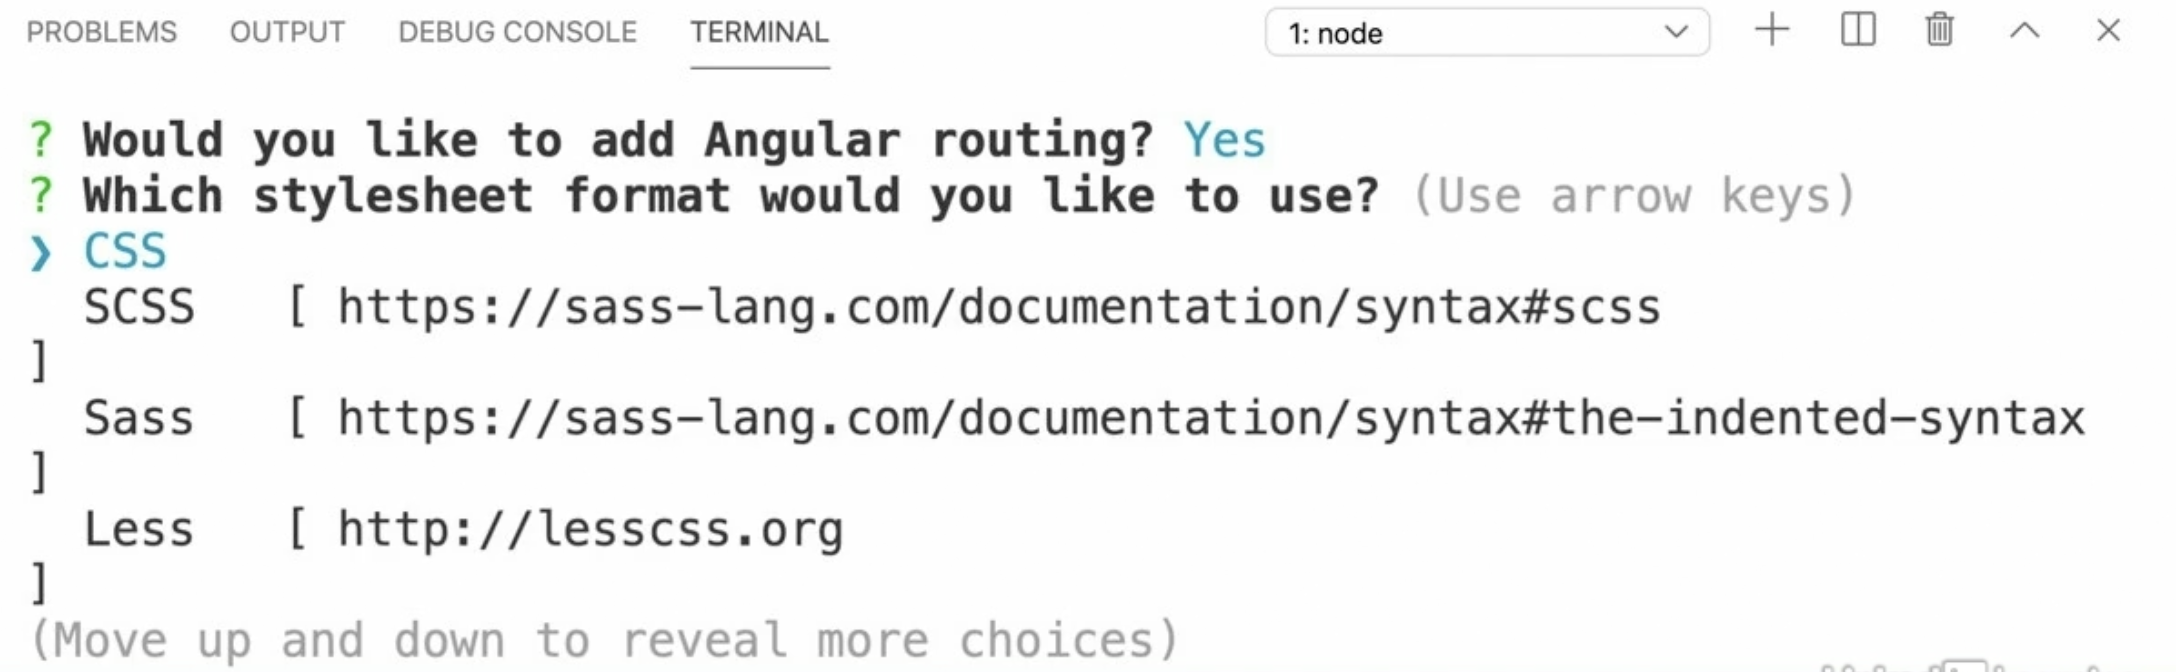 PROBLEMS OUTPUT DEBUG CONSOLE TERMINAL 1: node
? Would you like to add Angular routing? Yes
? Which stylesheet format would you like to use? (Use arrow keys)
❯ CSS
SCSS [ https://sass-lang.com/documentation/syntax#scss
]
Sass [ https://sass-lang.com/documentation/syntax#the-indented-syntax
]
Less [ http://lesscss.org
]
(Move up and down to reveal more choices)